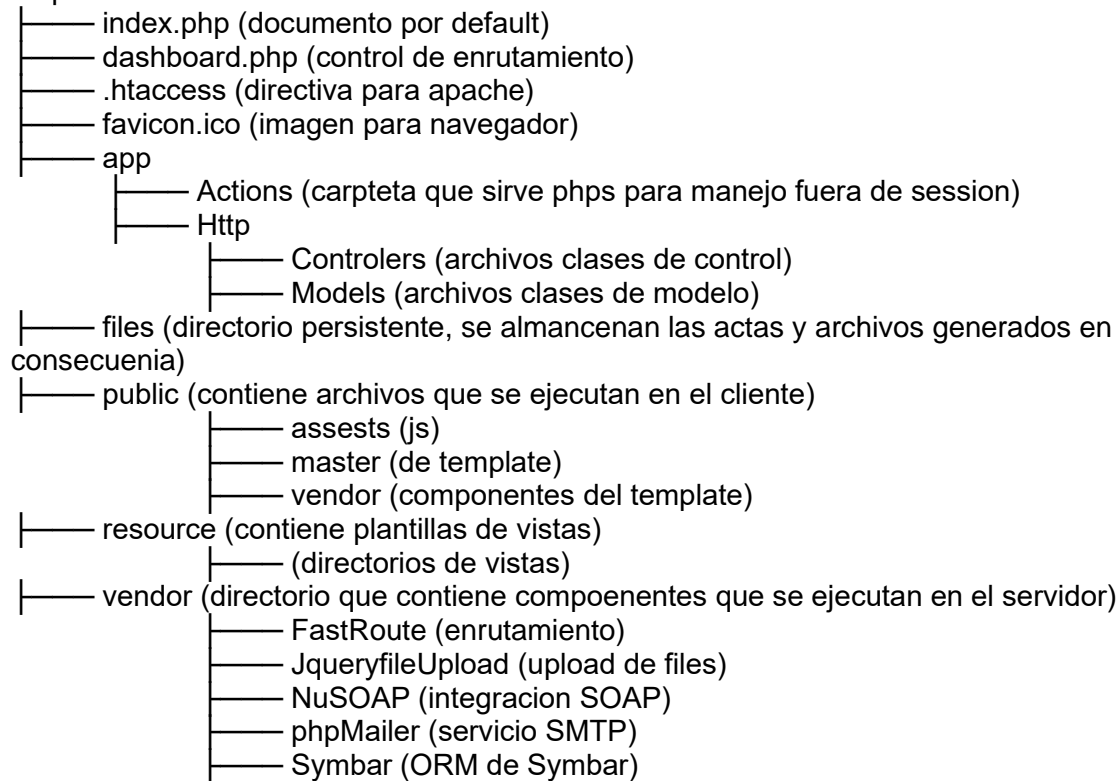 index.php (documento por default)
dashboard.php (control de enrutamiento)
.htaccess (directiva para apache)
favicon.ico (imagen para navegador)
app
Actions (carpteta que sirve phps para manejo fuera de session)
Http
Controlers (archivos clases de control)
Models (archivos clases de modelo)
files (directorio persistente, se almancenan las actas y archivos generados en
consecuenia)
public (contiene archivos que se ejecutan en el cliente)
assests (js)
master (de template)
vendor (componentes del template)
resource (contiene plantillas de vistas)
(directorios de vistas)
vendor (directorio que contiene compoenentes que se ejecutan en el servidor)
FastRoute (enrutamiento)
JqueryfileUpload (upload de files)
NuSOAP (integracion SOAP)
phpMailer (servicio SMTP)
Symbar (ORM de Symbar)